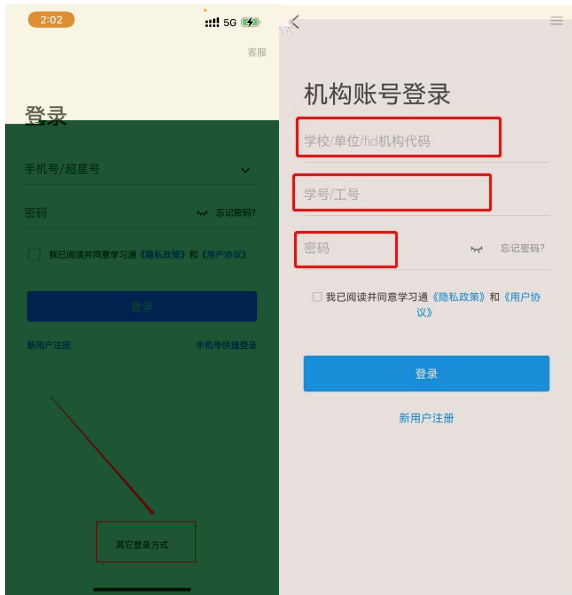 2:02
5G
客服
登录
手机号/超星号
密码
忘记密码?
我已阅读并同意学习通《隐私政策》和《用户协议》
登录
新用户注册
手机号快捷登录
其它登录方式
机构账号登录
学校/单位/fid机构代码
学号/工号
密码
忘记密码?
我已阅读并同意学习通《隐私政策》和《用户协
议》
登录
新用户注册